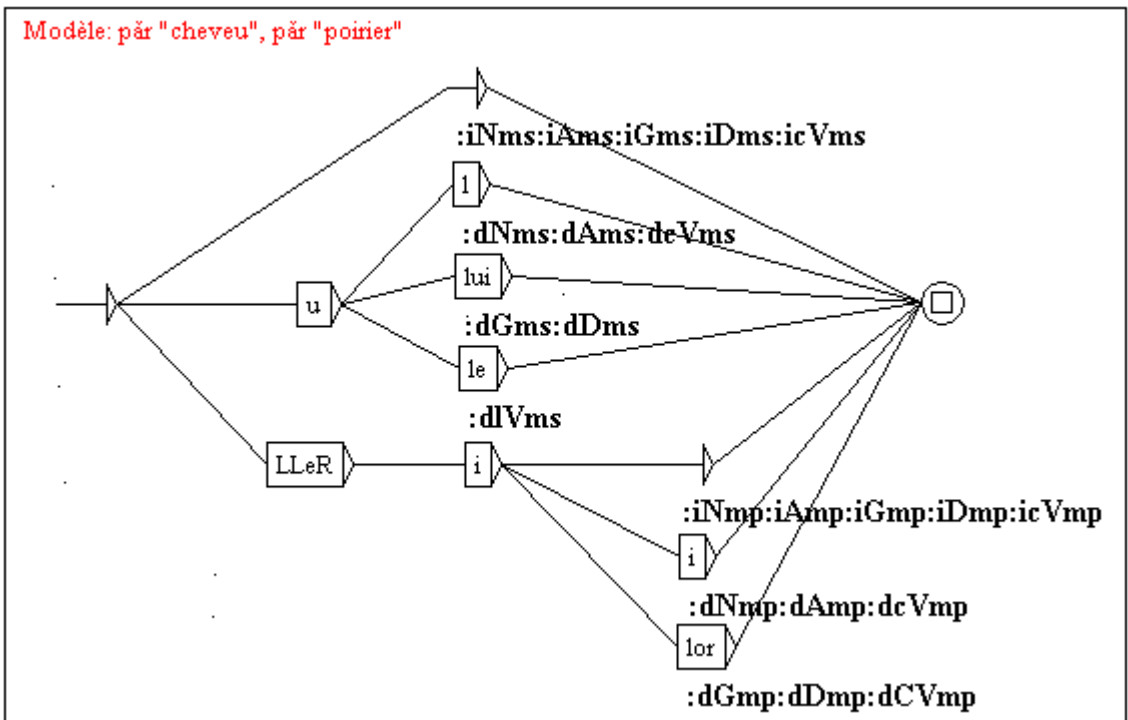 Modèle: păr "cheveu", păr "poirier"
:iNms:iAms:iGms:iDms:icVms
l
:dNms:dAms:dcVms
lui
u
:dGms:dDms
le
:dlVms
LLeR
i
:iNmp:iAmp:iGmp:iDmp:icVmp
i
:dNmp:dAmp:dcVmp
lor
:dGmp:dDmp:dCVmp